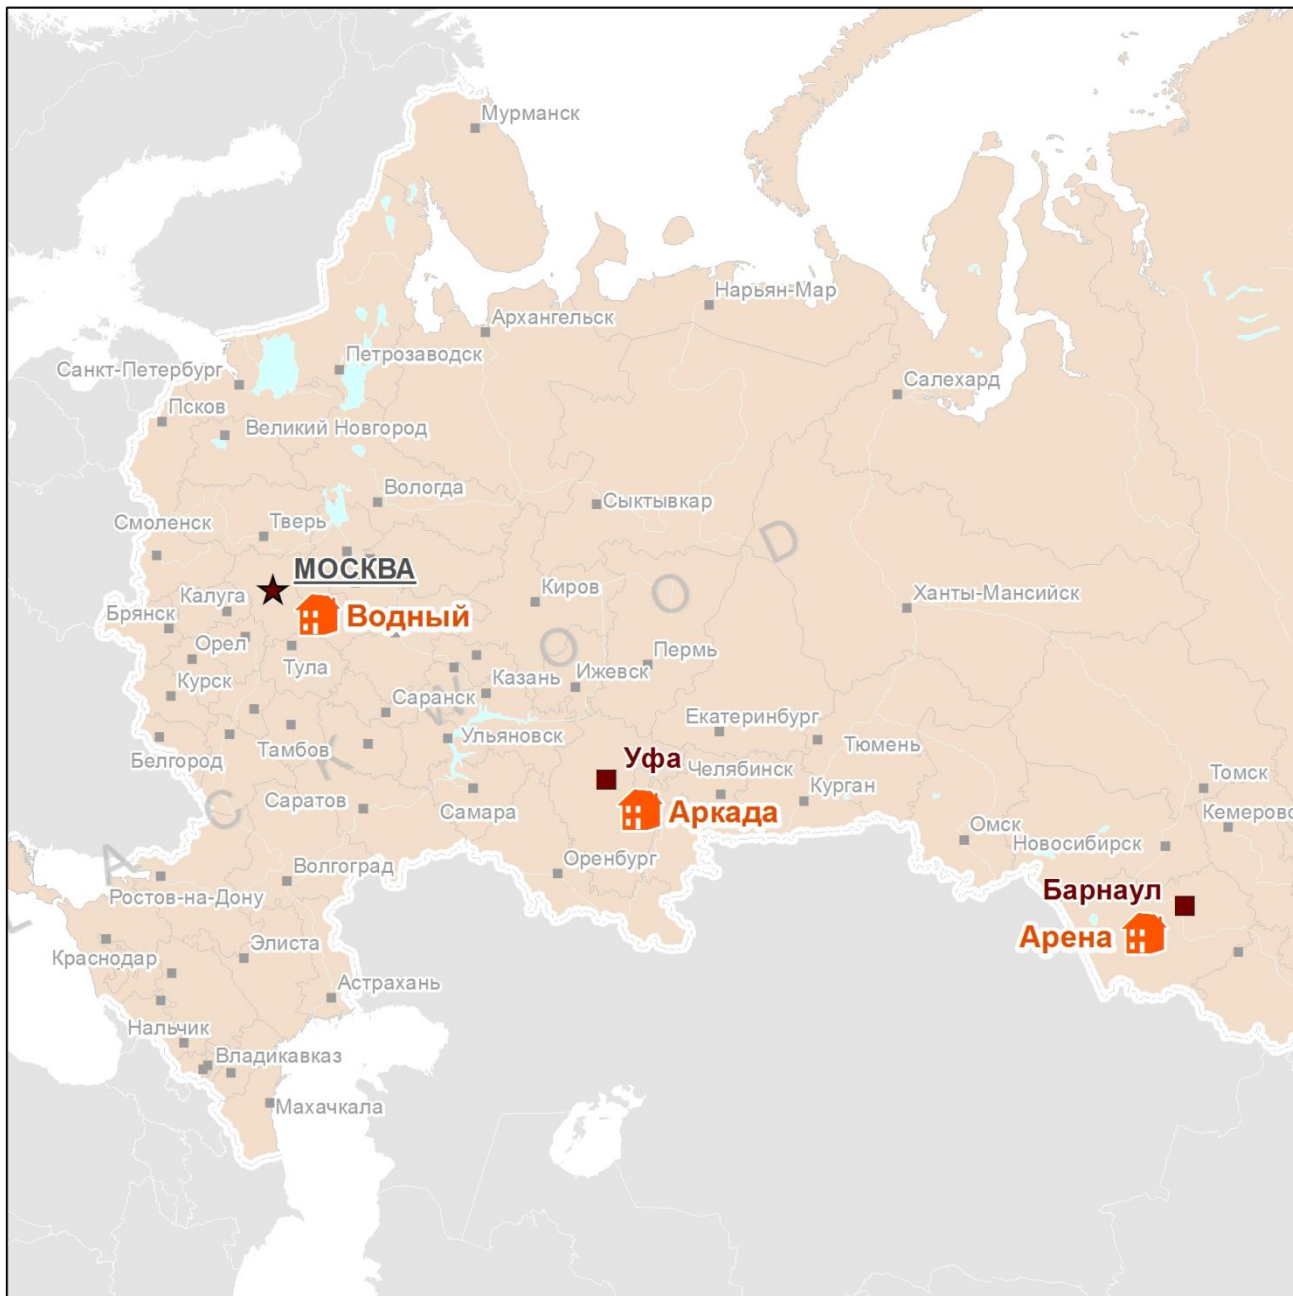 Мурманск
Нарьян-Мар
Архангельск
Петрозаводск
Санкт-Петербург
Салехард
Псков
Великий Новгород
Вологда
Сыктывкар
Тверь
Смоленск
D
МОСКВА
Киров
O
Ханты-Мансийск
Калуга
Брянск
Водный
Орел
O
Пермь
Тула
Ижевск
Казань
Курск
Саранск
W
Екатеринбург
Ульяновск
Тюмень
Тамбов
Белгород
Уфа
K
Челябинск
Томск
Курган
Саратов
C
Самара
Аркада
Кемерово
Омск
Новосибирск
A
Оренбург
Волгоград
Барнаул
Ростов-на-Дону
L
Арена
Элиста
Краснодар
Астрахань
Нальчик
Владикавказ
Махачкала